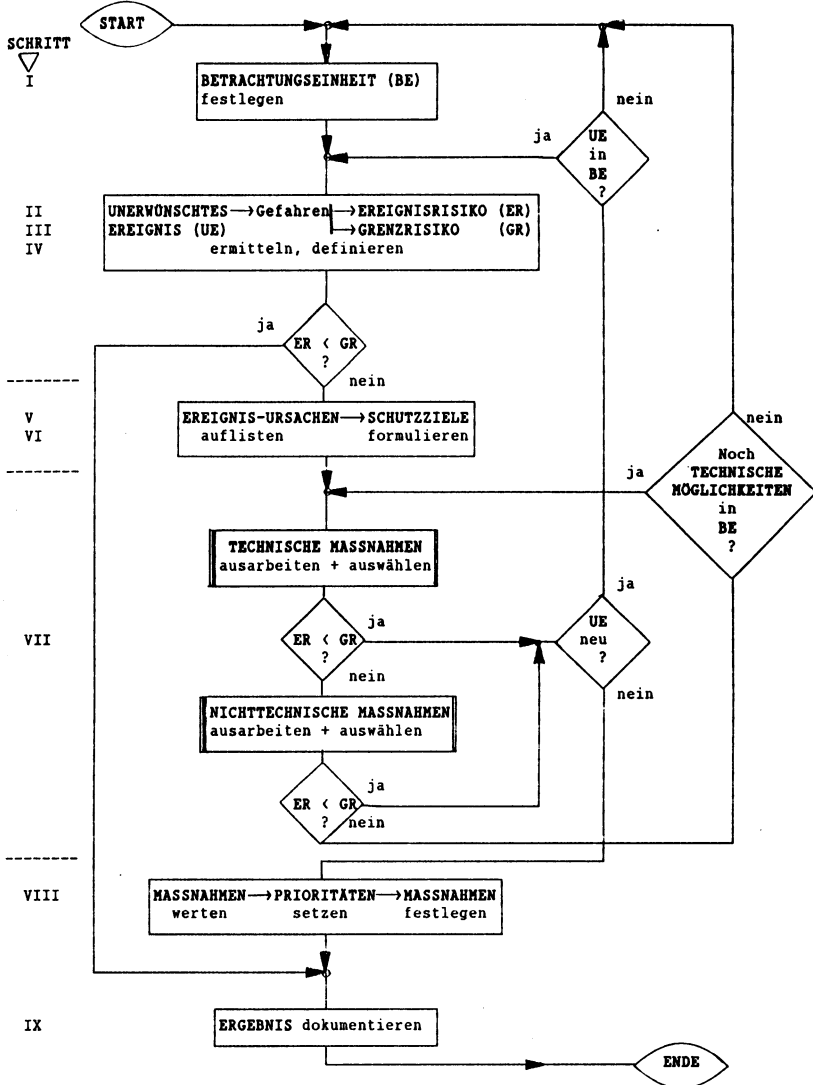 START
SCHRITT
I
BETRACHTUNGSEINHEIT (BE)
festlegen
nein
ja
UE
in
BE
?
II
UNERWÜNSCHTES → Gefahren → EREIGNISRISIKO (ER)
III
EREIGNIS (UE) → GRENZRISIKO (GR)
IV
ermitteln, definieren
ja
ER < GR
?
nein
V
EREIGNIS-URSACHEN → SCHUTZZIELE
VI
auflisten formulieren
nein
ja
Noch
TECHNISCHE
MÖGLICHKEITEN
in
BE
?
TECHNISCHE MASSNAHMEN
ausarbeiten + auswählen
ja
VII
ER < GR
?
ja
nein
UE
neu
?
nein
NICHTTECHNISCHE MASSNAHMEN
ausarbeiten + auswählen
ja
ER < GR
?
nein
VIII
MASSNAHMEN → PRIORITÄTEN → MASSNAHMEN
werten setzen festlegen
IX
ERGEBNIS dokumentieren
ENDE